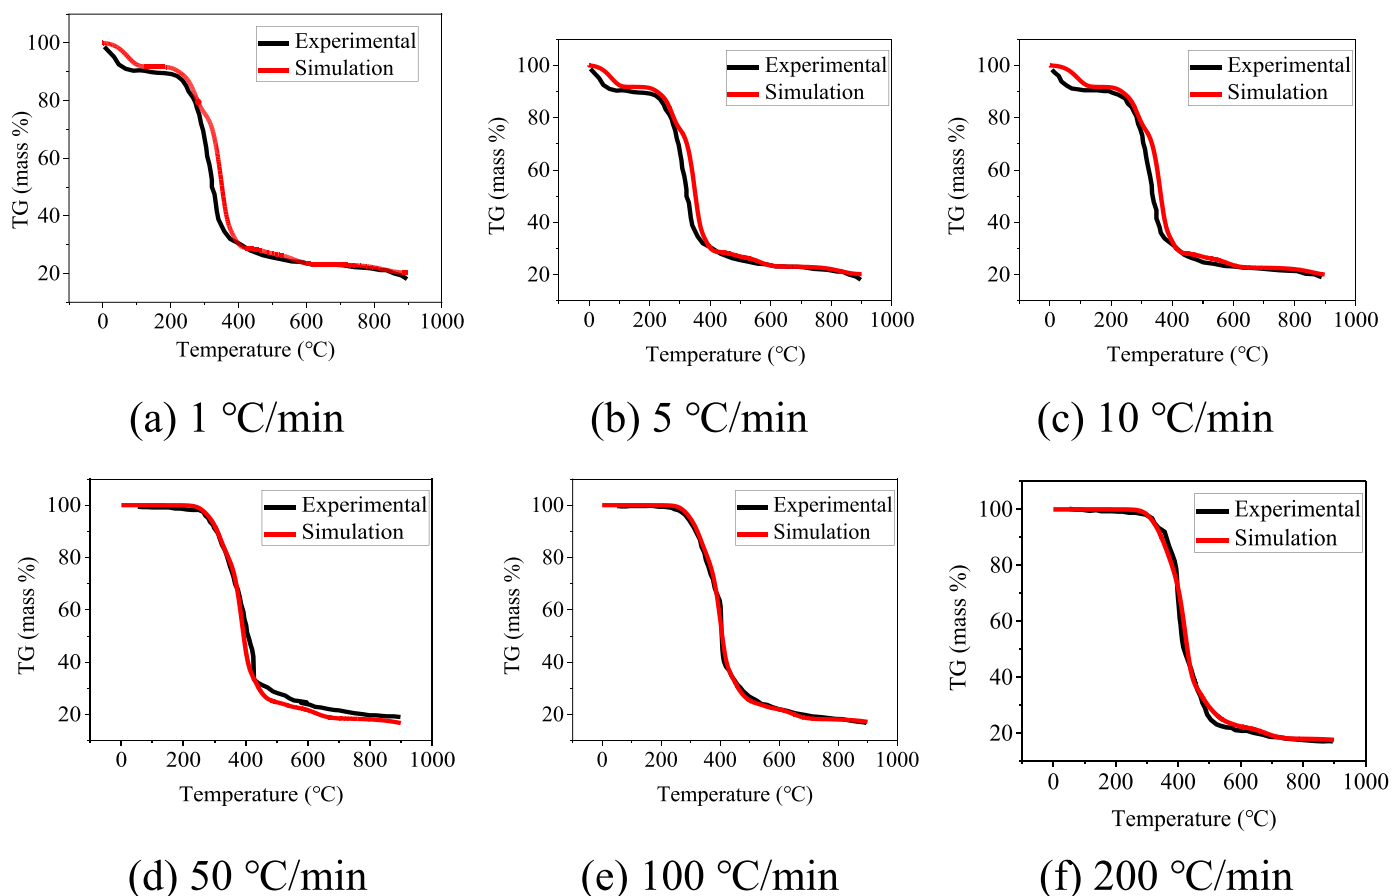 100
80
60
40
20
TG (mass %)
Experimental
Simulation
0
200
400
600
800
1000
Temperature (℃)
(a) 1 ℃/min
100
80
60
40
20
TG (mass %)
Experimental
Simulation
0
200
400
600
800
1000
Temperature (℃)
(b) 5 ℃/min
100
80
60
40
20
TG (mass %)
Experimental
Simulation
0
200
400
600
800
1000
Temperature (℃)
(c) 10 ℃/min
100
80
60
40
20
TG (mass %)
Experimental
Simulation
0
200
400
600
800
1000
Temperature (℃)
(d) 50 ℃/min
100
80
60
40
20
TG (mass %)
Experimental
Simulation
0
200
400
600
800
1000
Temperature (℃)
(e) 100 ℃/min
100
80
60
40
20
TG (mass %)
Experimental
Simulation
0
200
400
600
800
1000
Temperature (℃)
(f) 200 ℃/min